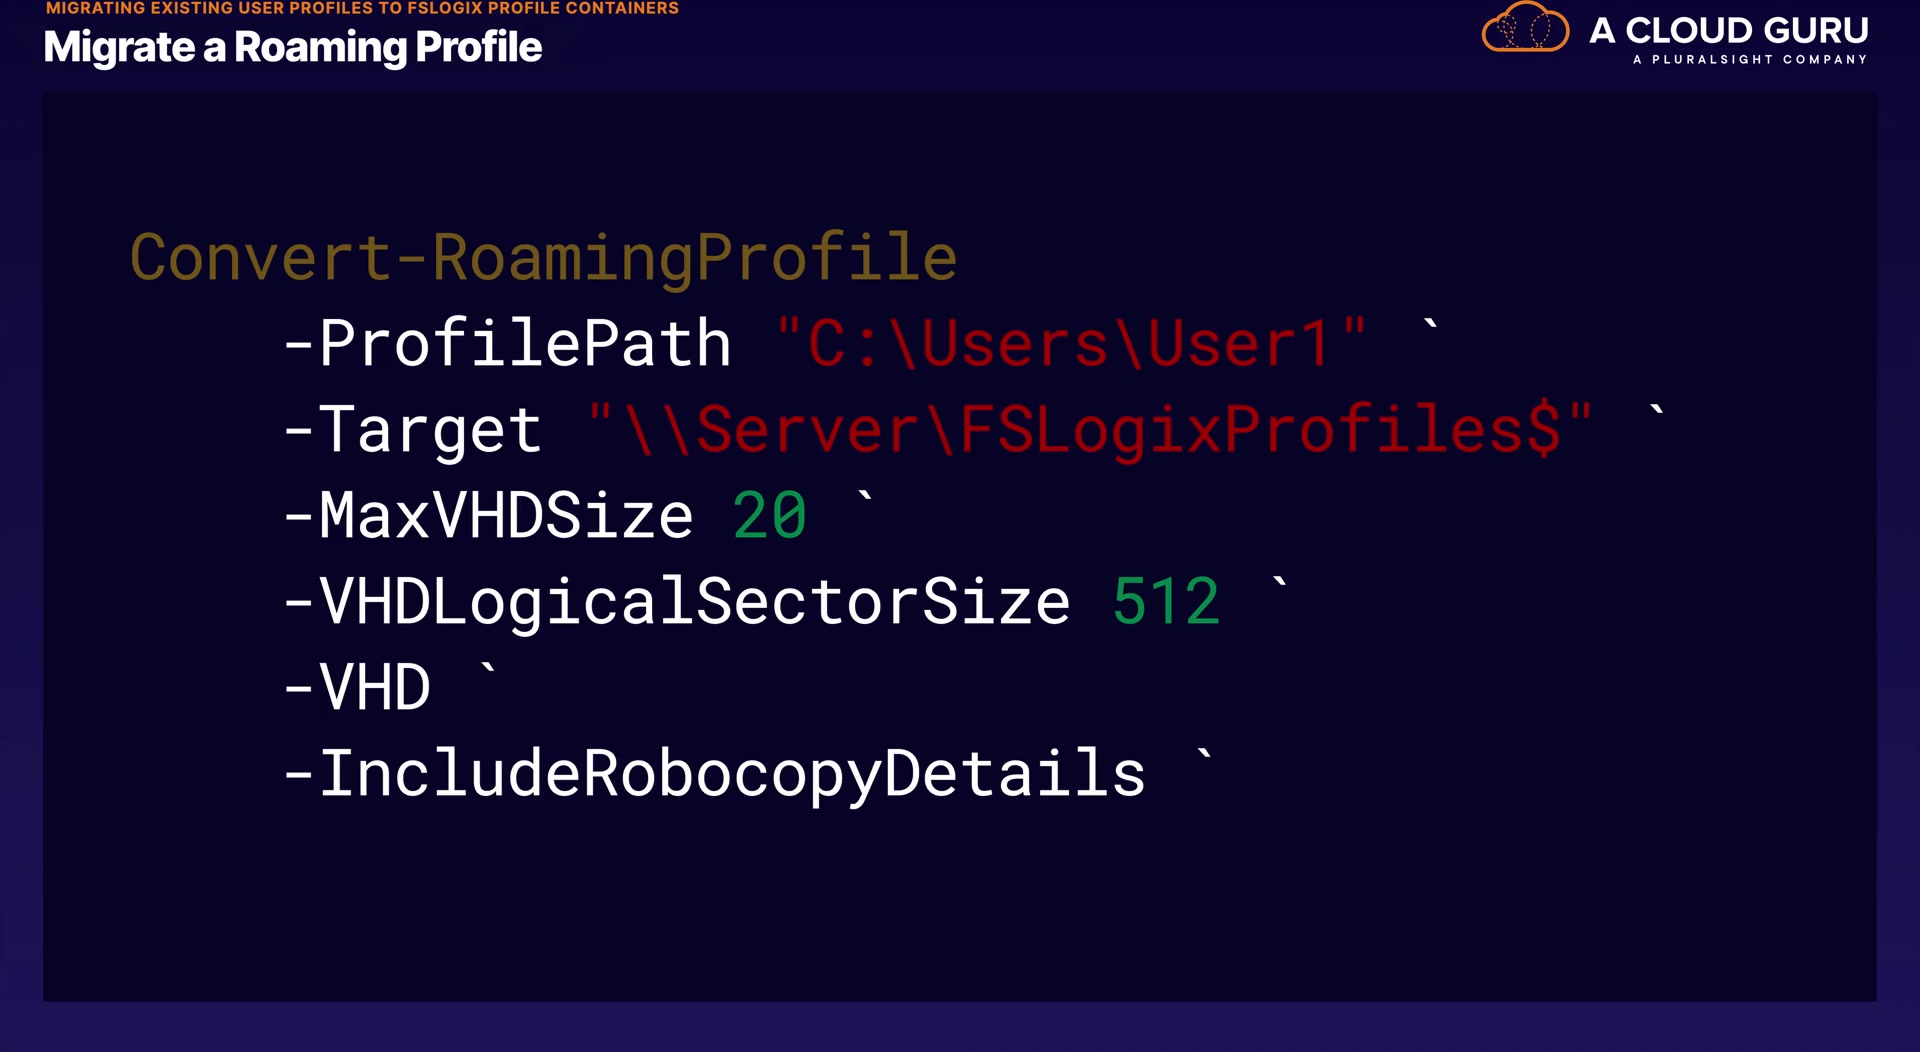 MIGRATING EXISTING USER PROFILES TO FSLOGIX PROFILE CONTAINERS
Migrate a Roaming Profile
A CLOUD GURU
A PLURALSIGHT COMPANY
Convert-RoamingProfile
-ProfilePath "C:\Users\User1" `
-Target "\\Server\FSLogixProfiles$" `
-MaxVHDSize 20 `
-VHDLogicalSectorSize 512 `
-VHD `
-IncludeRobocopyDetails `